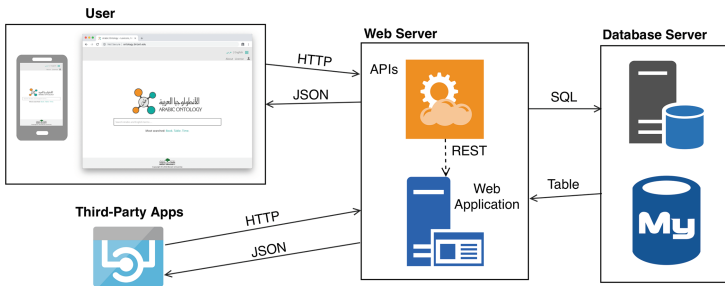 User
Web Server
Database Server
HTTP
JSON
APIs
REST
Web
Application
SQL
Table
My
الأنطولوجيا العربية
ARABIC ONTOLOGY
Third-Party Apps
HTTP
JSON